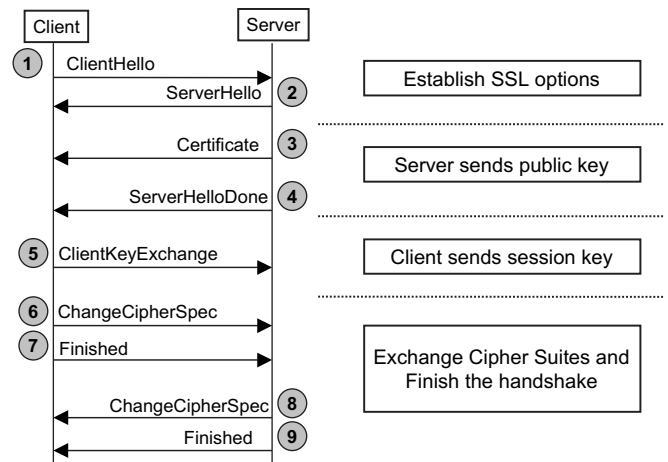 Client
Server
1
ClientHello
ServerHello
2
Establish SSL options
Certificate
3
Server sends public key
ServerHelloDone
4
5
ClientKeyExchange
Client sends session key
6
ChangeCipherSpec
7
Finished
Exchange Cipher Suites and
Finish the handshake
ChangeCipherSpec
8
Finished
9